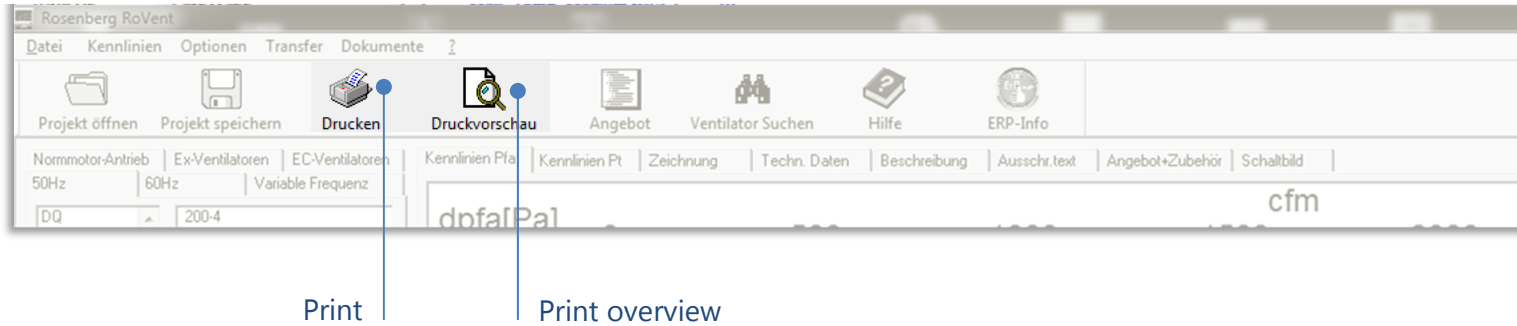 Rosenberg RoVent
Datei Kennlinien Optionen Transfer Dokumente ?
Projekt öffnen Projekt speichern Drucken Druckvorschau Angebot Ventilator Suchen Hilfe ERP-Info
Normmotor-Antrieb Ex-Ventilatoren EC-Ventilatoren Kennlinien Pfa Kennlinien Pt Zeichnung Techn. Daten Beschreibung Ausschr.text Angebot+Zubehör Schaltbild
50Hz 60Hz Variable Frequenz
cfm
DQ 200-4 dpfa[Pa]
Print Print overview